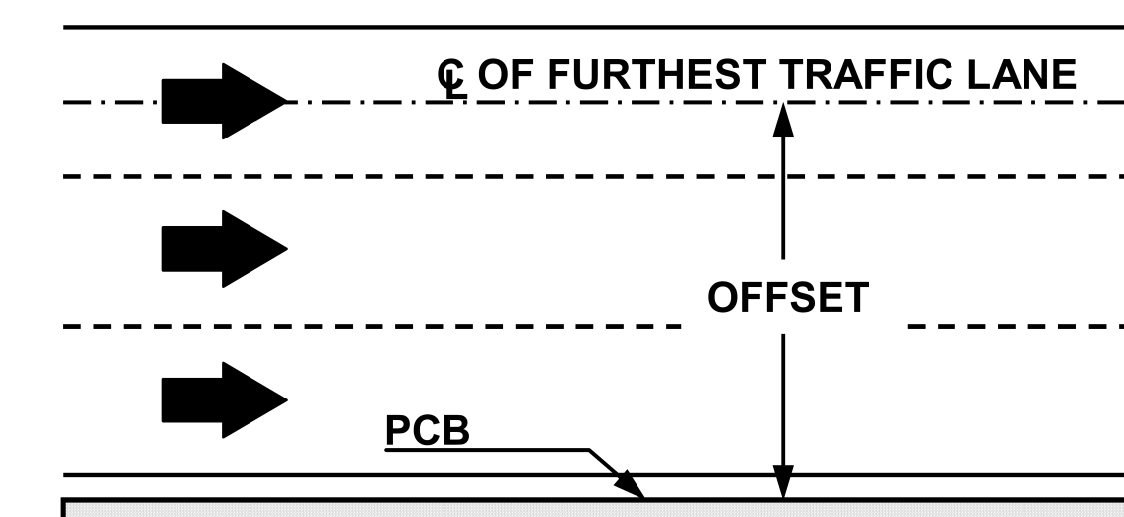 ℄ OF FURTHEST TRAFFIC LANE
OFFSET
PCB